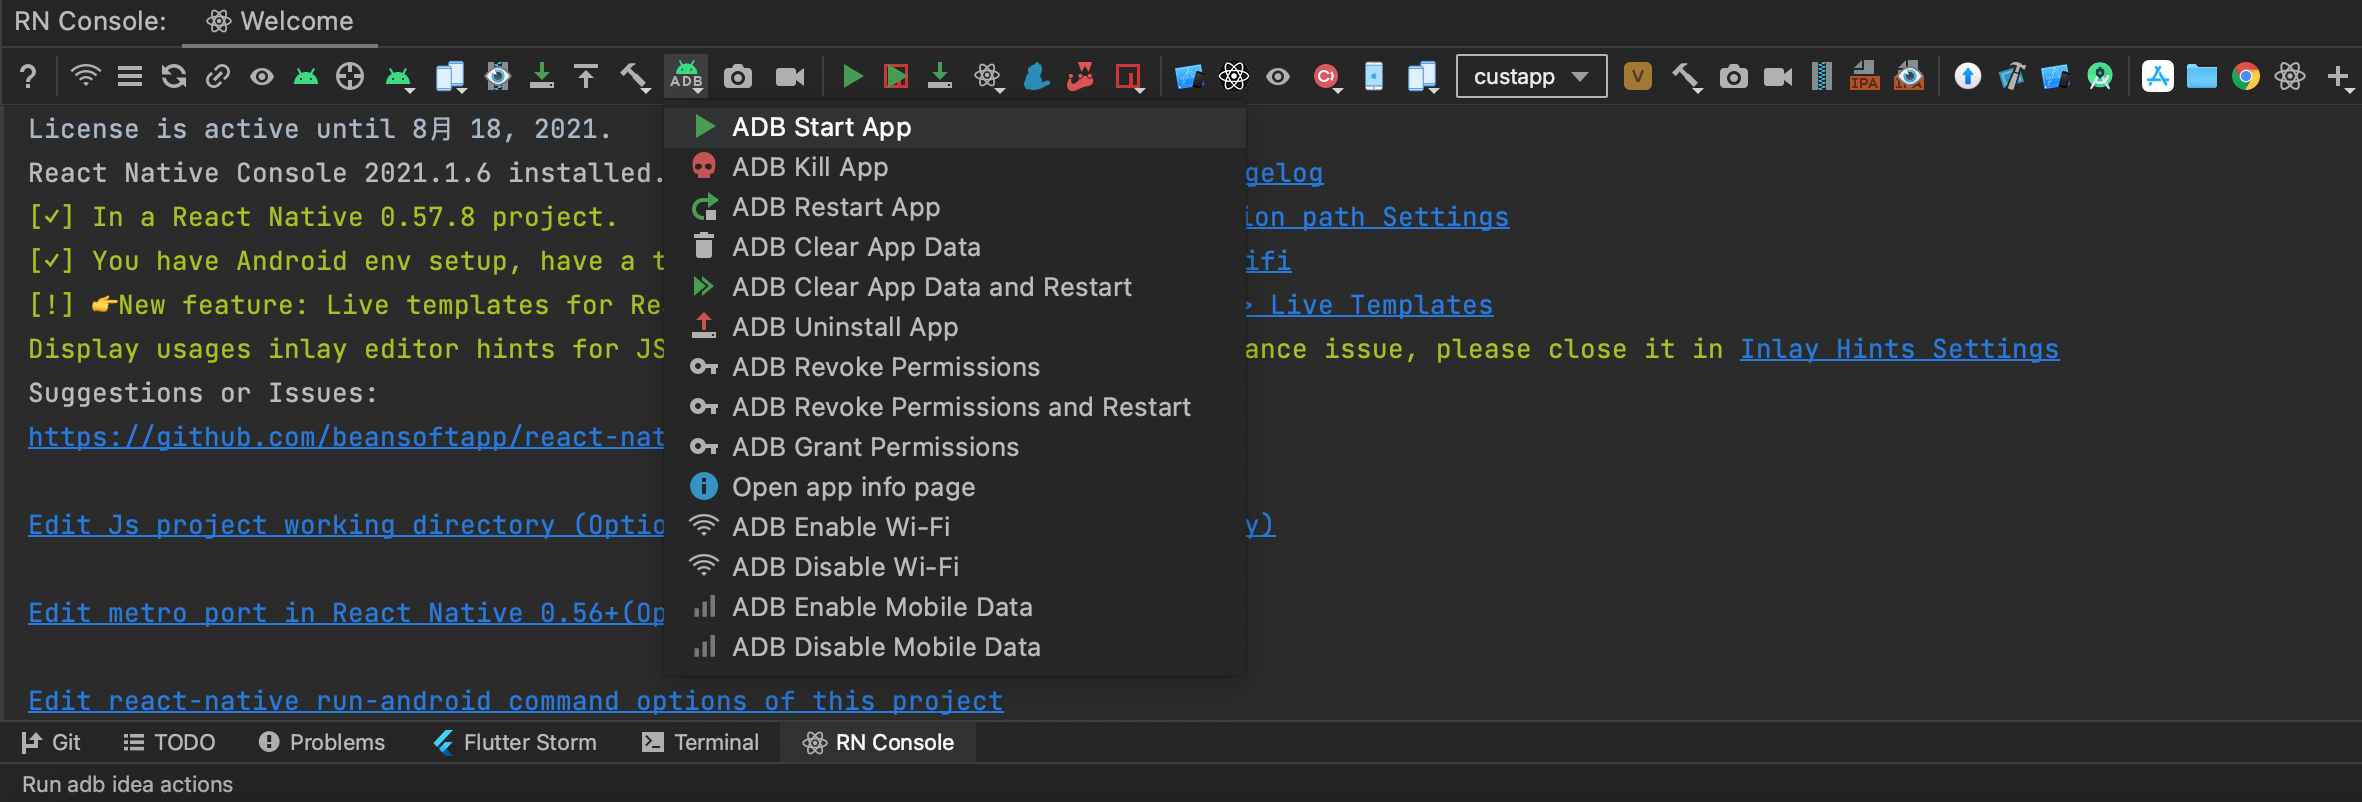 RN Console: Welcome
? ADB custapp V IPA IPA
License is active until 8月 18, 2021.
React Native Console 2021.1.6 installed. gelog
[✓] In a React Native 0.57.8 project. ion path Settings
[✓] You have Android env setup, have a t ifi
[!] 👉New feature: Live templates for Re > Live Templates
Display usages inlay editor hints for JS ance issue, please close it in Inlay Hints Settings
Suggestions or Issues:
https://github.com/beansoftapp/react-nat
Edit Js project working directory (Optio y)
Edit metro port in React Native 0.56+(Op
Edit react-native run-android command options of this project
ADB Start App
ADB Kill App
ADB Restart App
ADB Clear App Data
ADB Clear App Data and Restart
ADB Uninstall App
ADB Revoke Permissions
ADB Revoke Permissions and Restart
ADB Grant Permissions
Open app info page
ADB Enable Wi-Fi
ADB Disable Wi-Fi
ADB Enable Mobile Data
ADB Disable Mobile Data
Git TODO Problems Flutter Storm Terminal RN Console
Run adb idea actions